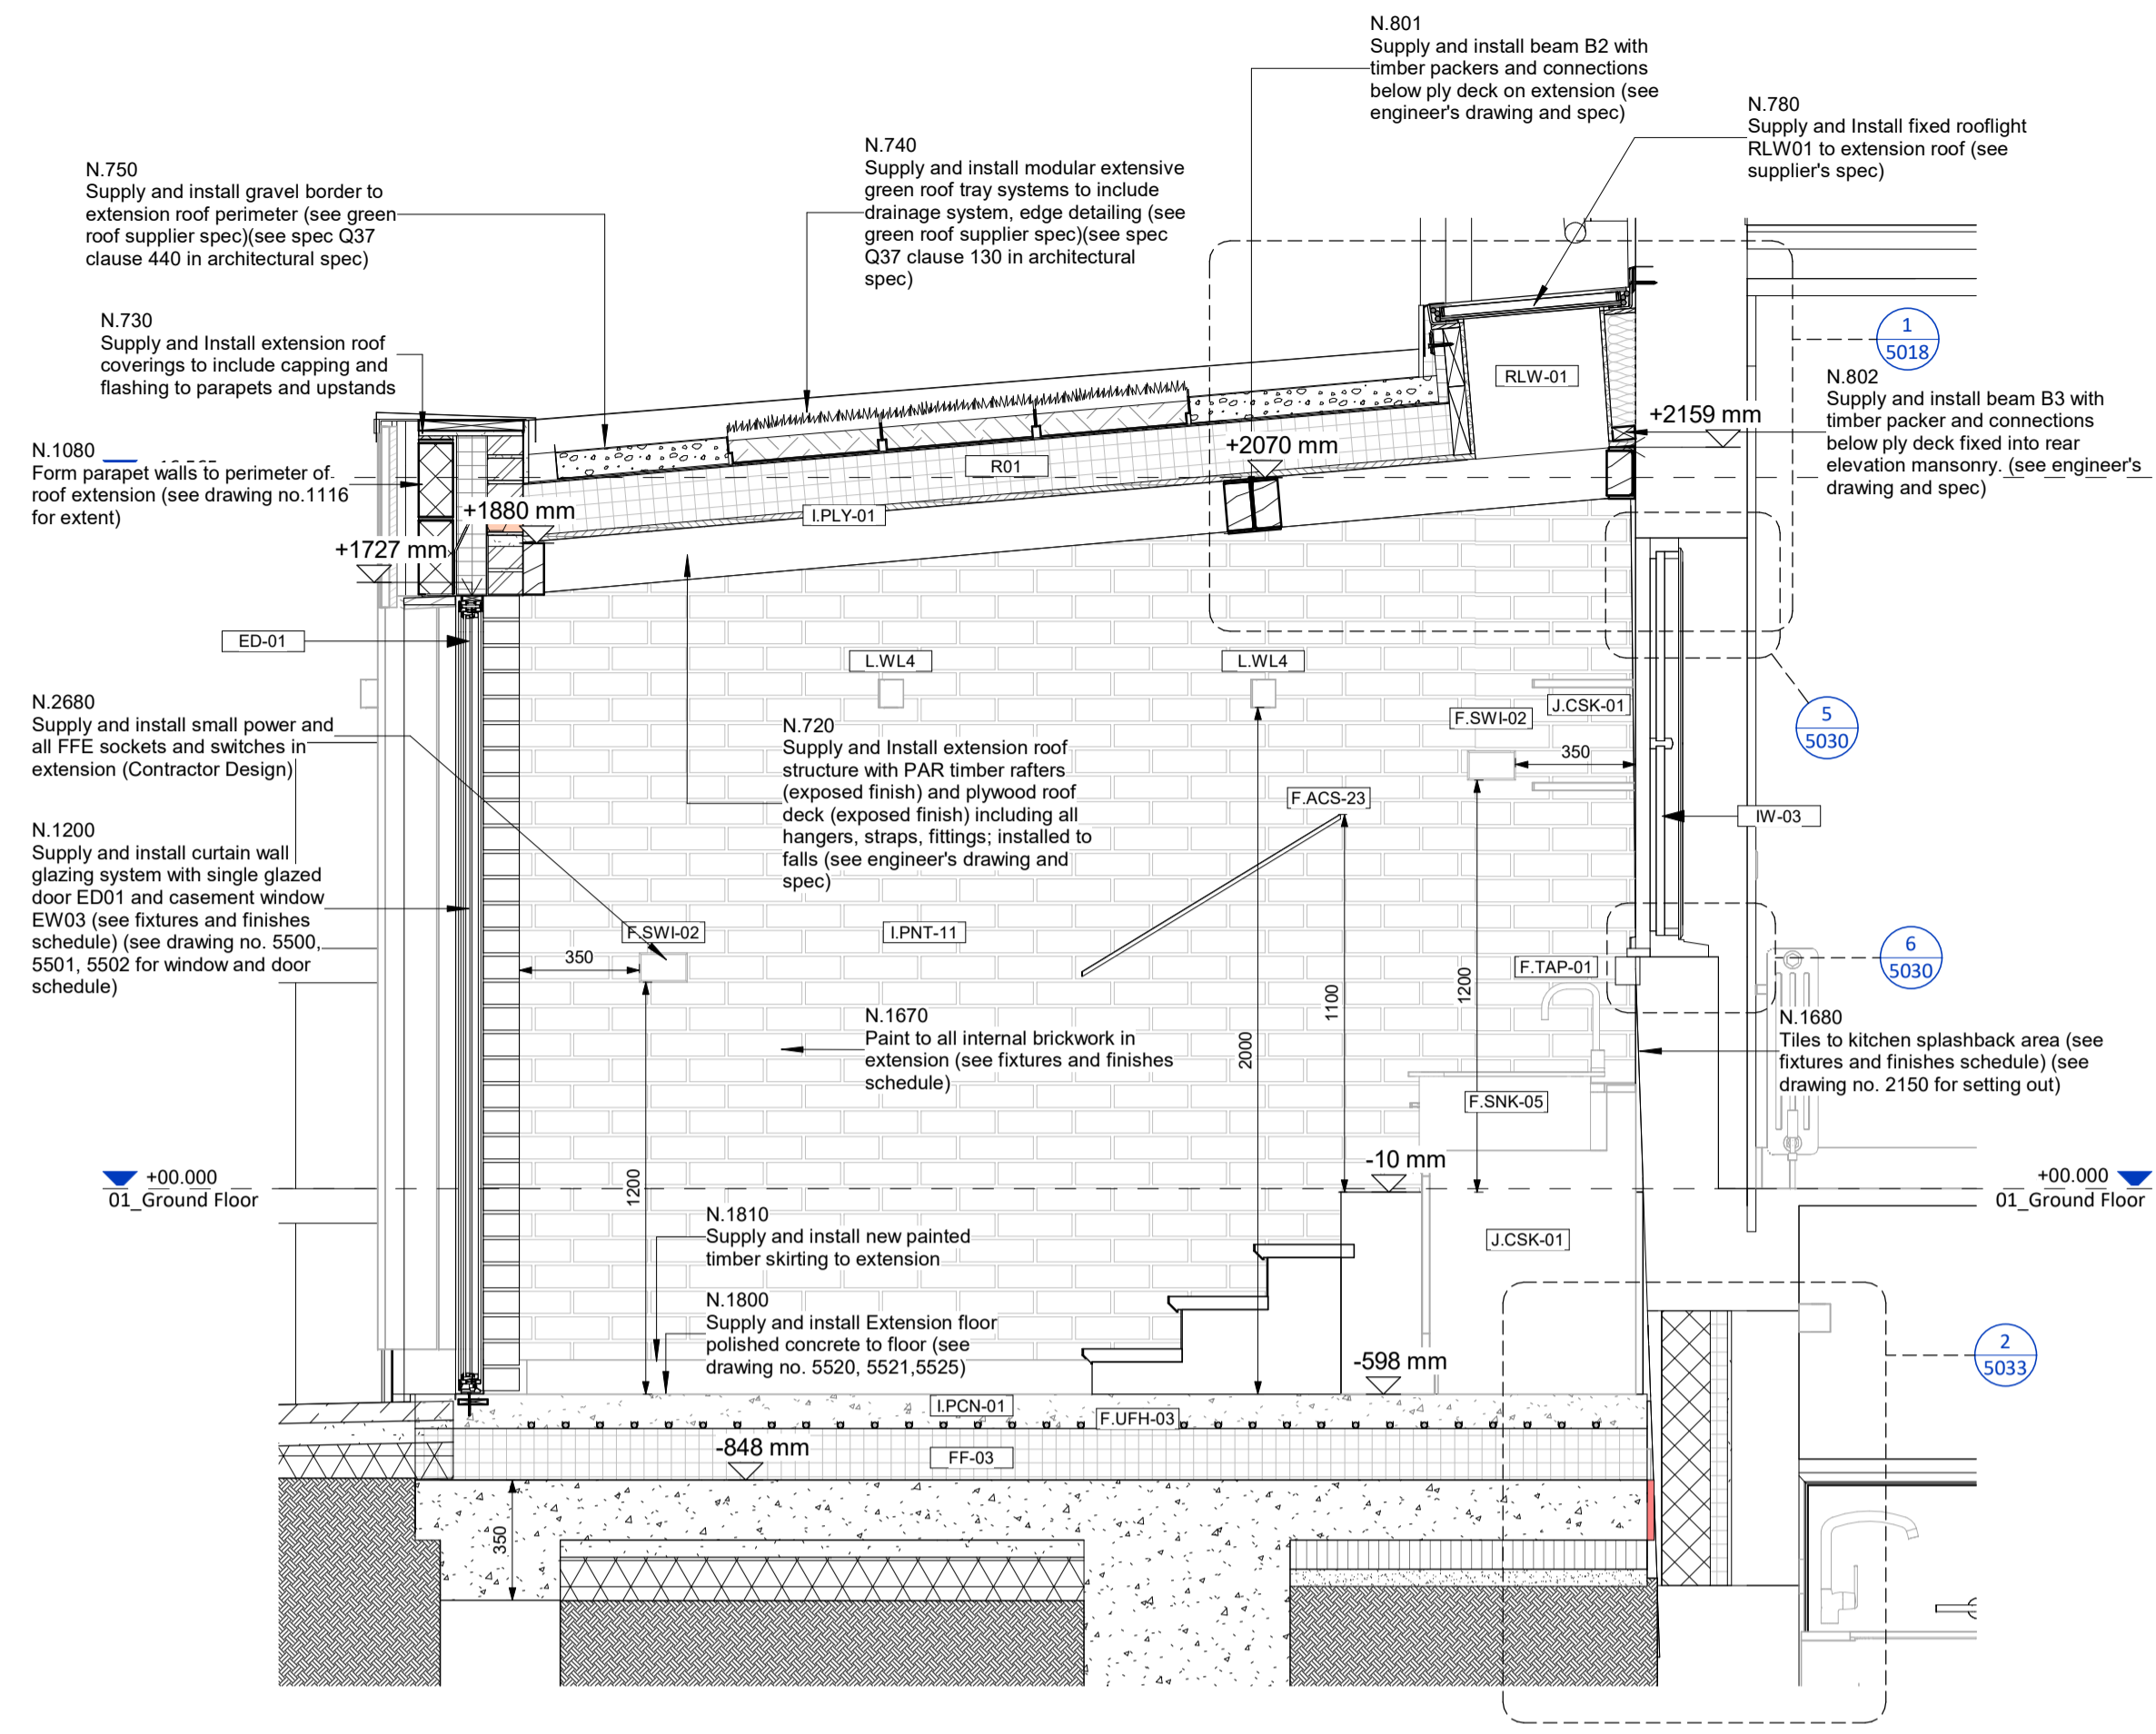 N.801
Supply and install beam B2 with
timber packers and connections
below ply deck on extension (see
engineer's drawing and spec)
N.780
Supply and Install fixed rooflight
RLW01 to extension roof (see
supplier's spec)
N.740
Supply and install modular extensive
green roof tray systems to include
drainage system, edge detailing (see
green roof supplier spec)(see spec
Q37 clause 130 in architectural
spec)
N.750
Supply and install gravel border to
extension roof perimeter (see green
roof supplier spec)(see spec Q37
clause 440 in architectural spec)
N.730
Supply and Install extension roof
coverings to include capping and
flashing to parapets and upstands
1
5018
RLW-01
N.802
Supply and install beam B3 with
timber packer and connections
below ply deck fixed into rear
elevation mansonry. (see engineer's
drawing and spec)
+2159 mm
+2070 mm
R01
I.PLY-01
N.1080
Form parapet walls to perimeter of
roof extension (see drawing no.1116
for extent)
+1880 mm
+1727 mm
ED-01
L.WL4
L.WL4
J.CSK-01
F.SWI-02
350
5
5030
N.2680
Supply and install small power and
all FFE sockets and switches in
extension (Contractor Design)
N.720
Supply and Install extension roof
structure with PAR timber rafters
(exposed finish) and plywood roof
deck (exposed finish) including all
hangers, straps, fittings; installed to
falls (see engineer's drawing and
spec)
F.ACS-23
IW-03
N.1200
Supply and install curtain wall
glazing system with single glazed
door ED01 and casement window
EW03 (see fixtures and finishes
schedule) (see drawing no. 5500,
5501, 5502 for window and door
schedule)
F.SWI-02
350
I.PNT-11
F.TAP-01
6
5030
1100
1200
2000
N.1670
Paint to all internal brickwork in
extension (see fixtures and finishes
schedule)
N.1680
Tiles to kitchen splashback area (see
fixtures and finishes schedule) (see
drawing no. 2150 for setting out)
F.SNK-05
-10 mm
+00.000
01_Ground Floor
+00.000
01_Ground Floor
1200
N.1810
Supply and install new painted
timber skirting to extension
J.CSK-01
N.1800
Supply and install Extension floor
polished concrete to floor (see
drawing no. 5520, 5521,5525)
-598 mm
2
5033
I.PCN-01
F.UFH-03
-848 mm
FF-03
350